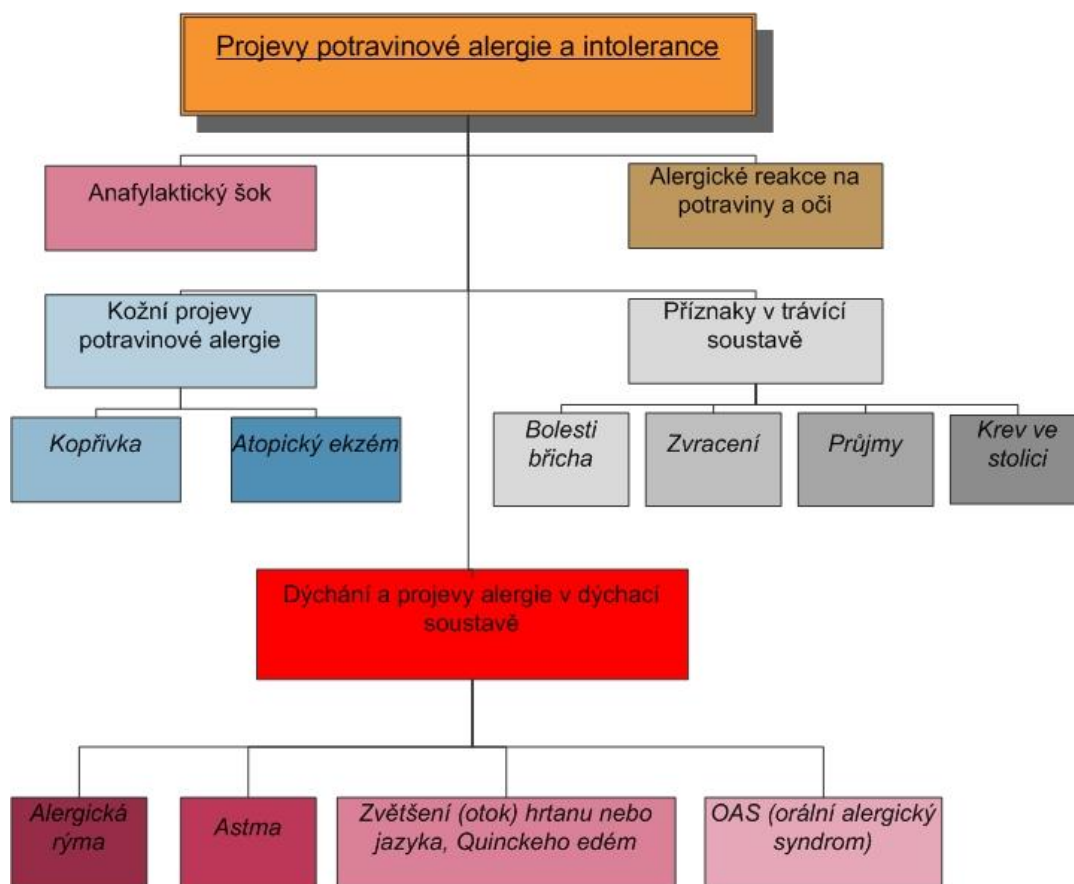 Projevy potravinové alergie a intolerance
Anafylaktický šok
Alergické reakce na
potraviny a oči
Kožní projevy
potravinové alergie
Příznaky v trávící
soustavě
Kopřivka
Atopický ekzém
Bolesti
břicha
Zvracení
Průjmy
Krev ve
stolici
Dýchání a projevy alergie v dýchací
soustavě
Alergická
rýma
Astma
Zvětšení (otok) hrtanu nebo
jazyka, Quinckeho edém
OAS (orální alergický
syndrom)